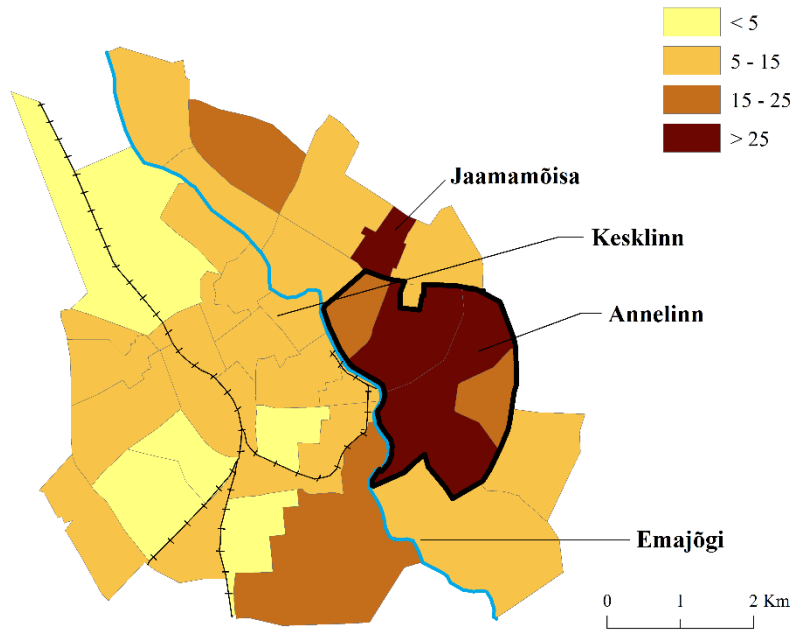 < 5
5 - 15
15 - 25
> 25
Jaamamõisa
Kesklinn
Annelinn
Emajõgi
0 1 2 Km